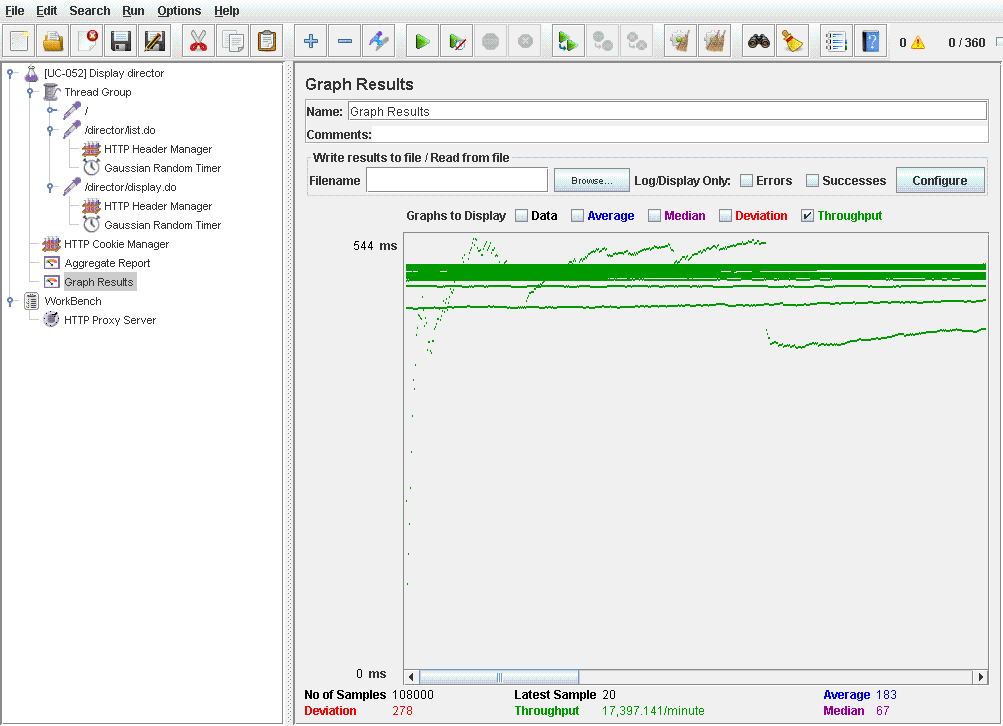 File Edit Search Run Options Help
0 0 / 360
[UC-052] Display director
Thread Group
/
/director/list.do
HTTP Header Manager
Gaussian Random Timer
/director/display.do
HTTP Header Manager
Gaussian Random Timer
HTTP Cookie Manager
Aggregate Report
Graph Results
WorkBench
HTTP Proxy Server
Graph Results
Name: Graph Results
Comments:
Write results to file / Read from file
Filename Browse... Log/Display Only: Errors Successes Configure
Graphs to Display Data Average Median Deviation Throughput
544 ms
0 ms
No of Samples 108000 Latest Sample 20 Average 183
Deviation 278 Throughput 17,397.141/minute Median 67